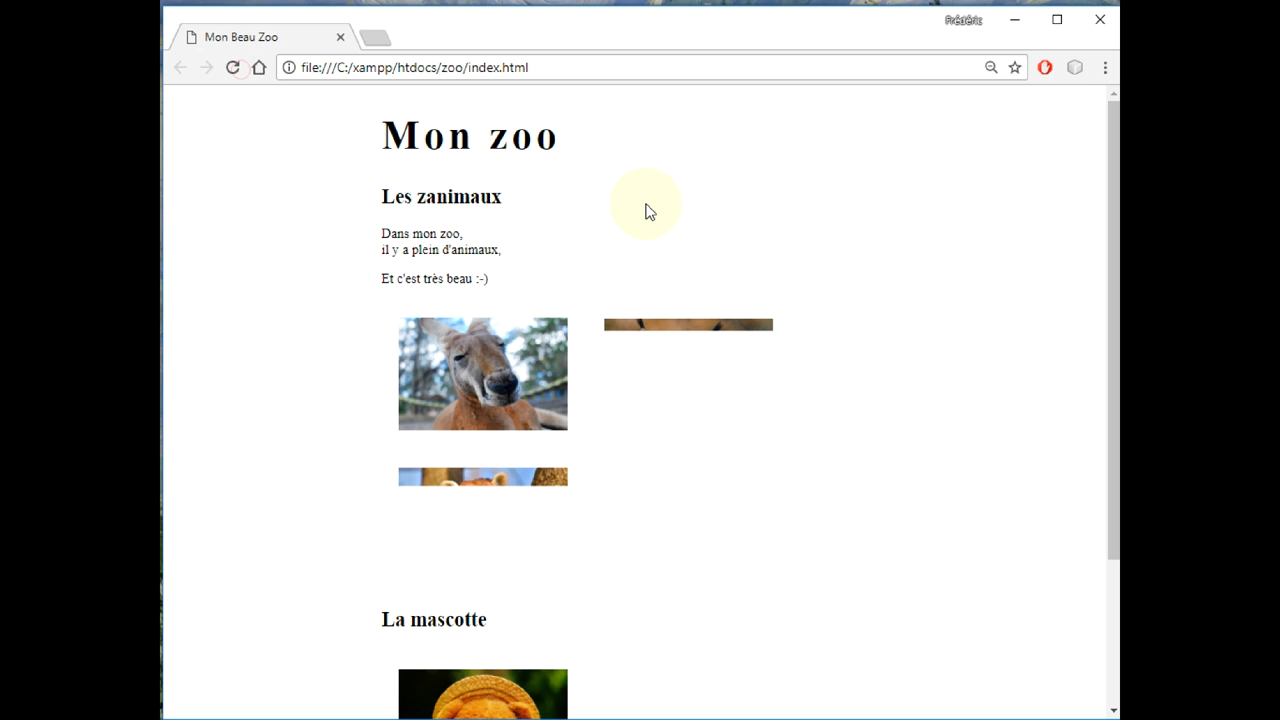 Frédéric
Mon Beau Zoo
file:///C:/xampp/htdocs/zoo/index.html
Mon zoo
Les zanimaux
Dans mon zoo,
il y a plein d'animaux,
Et c'est très beau :-)
La mascotte